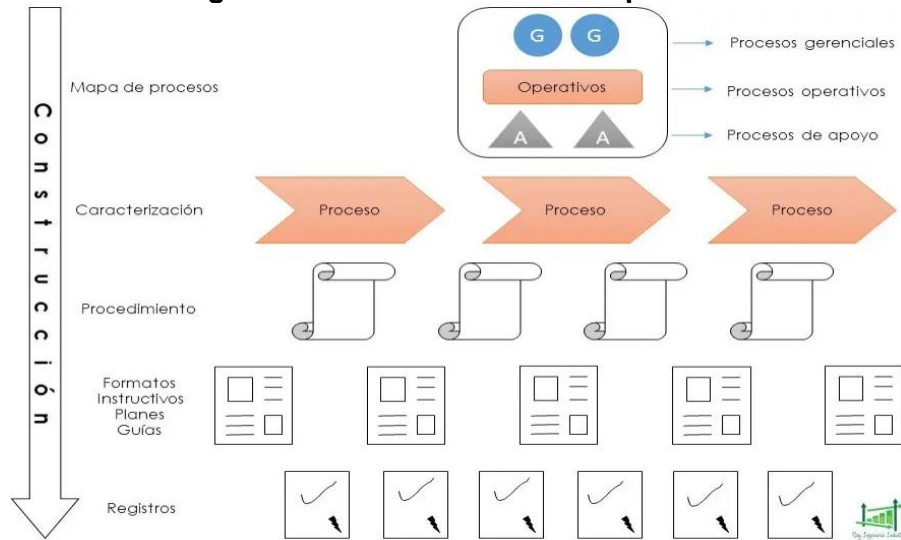 Construcción
Mapa de procesos
G G
Operativos
A A
Procesos gerenciales
Procesos operativos
Procesos de apoyo
Caracterización
Proceso Proceso Proceso
Procedimiento
Formatos
Instructivos
Planes
Guías
Registros